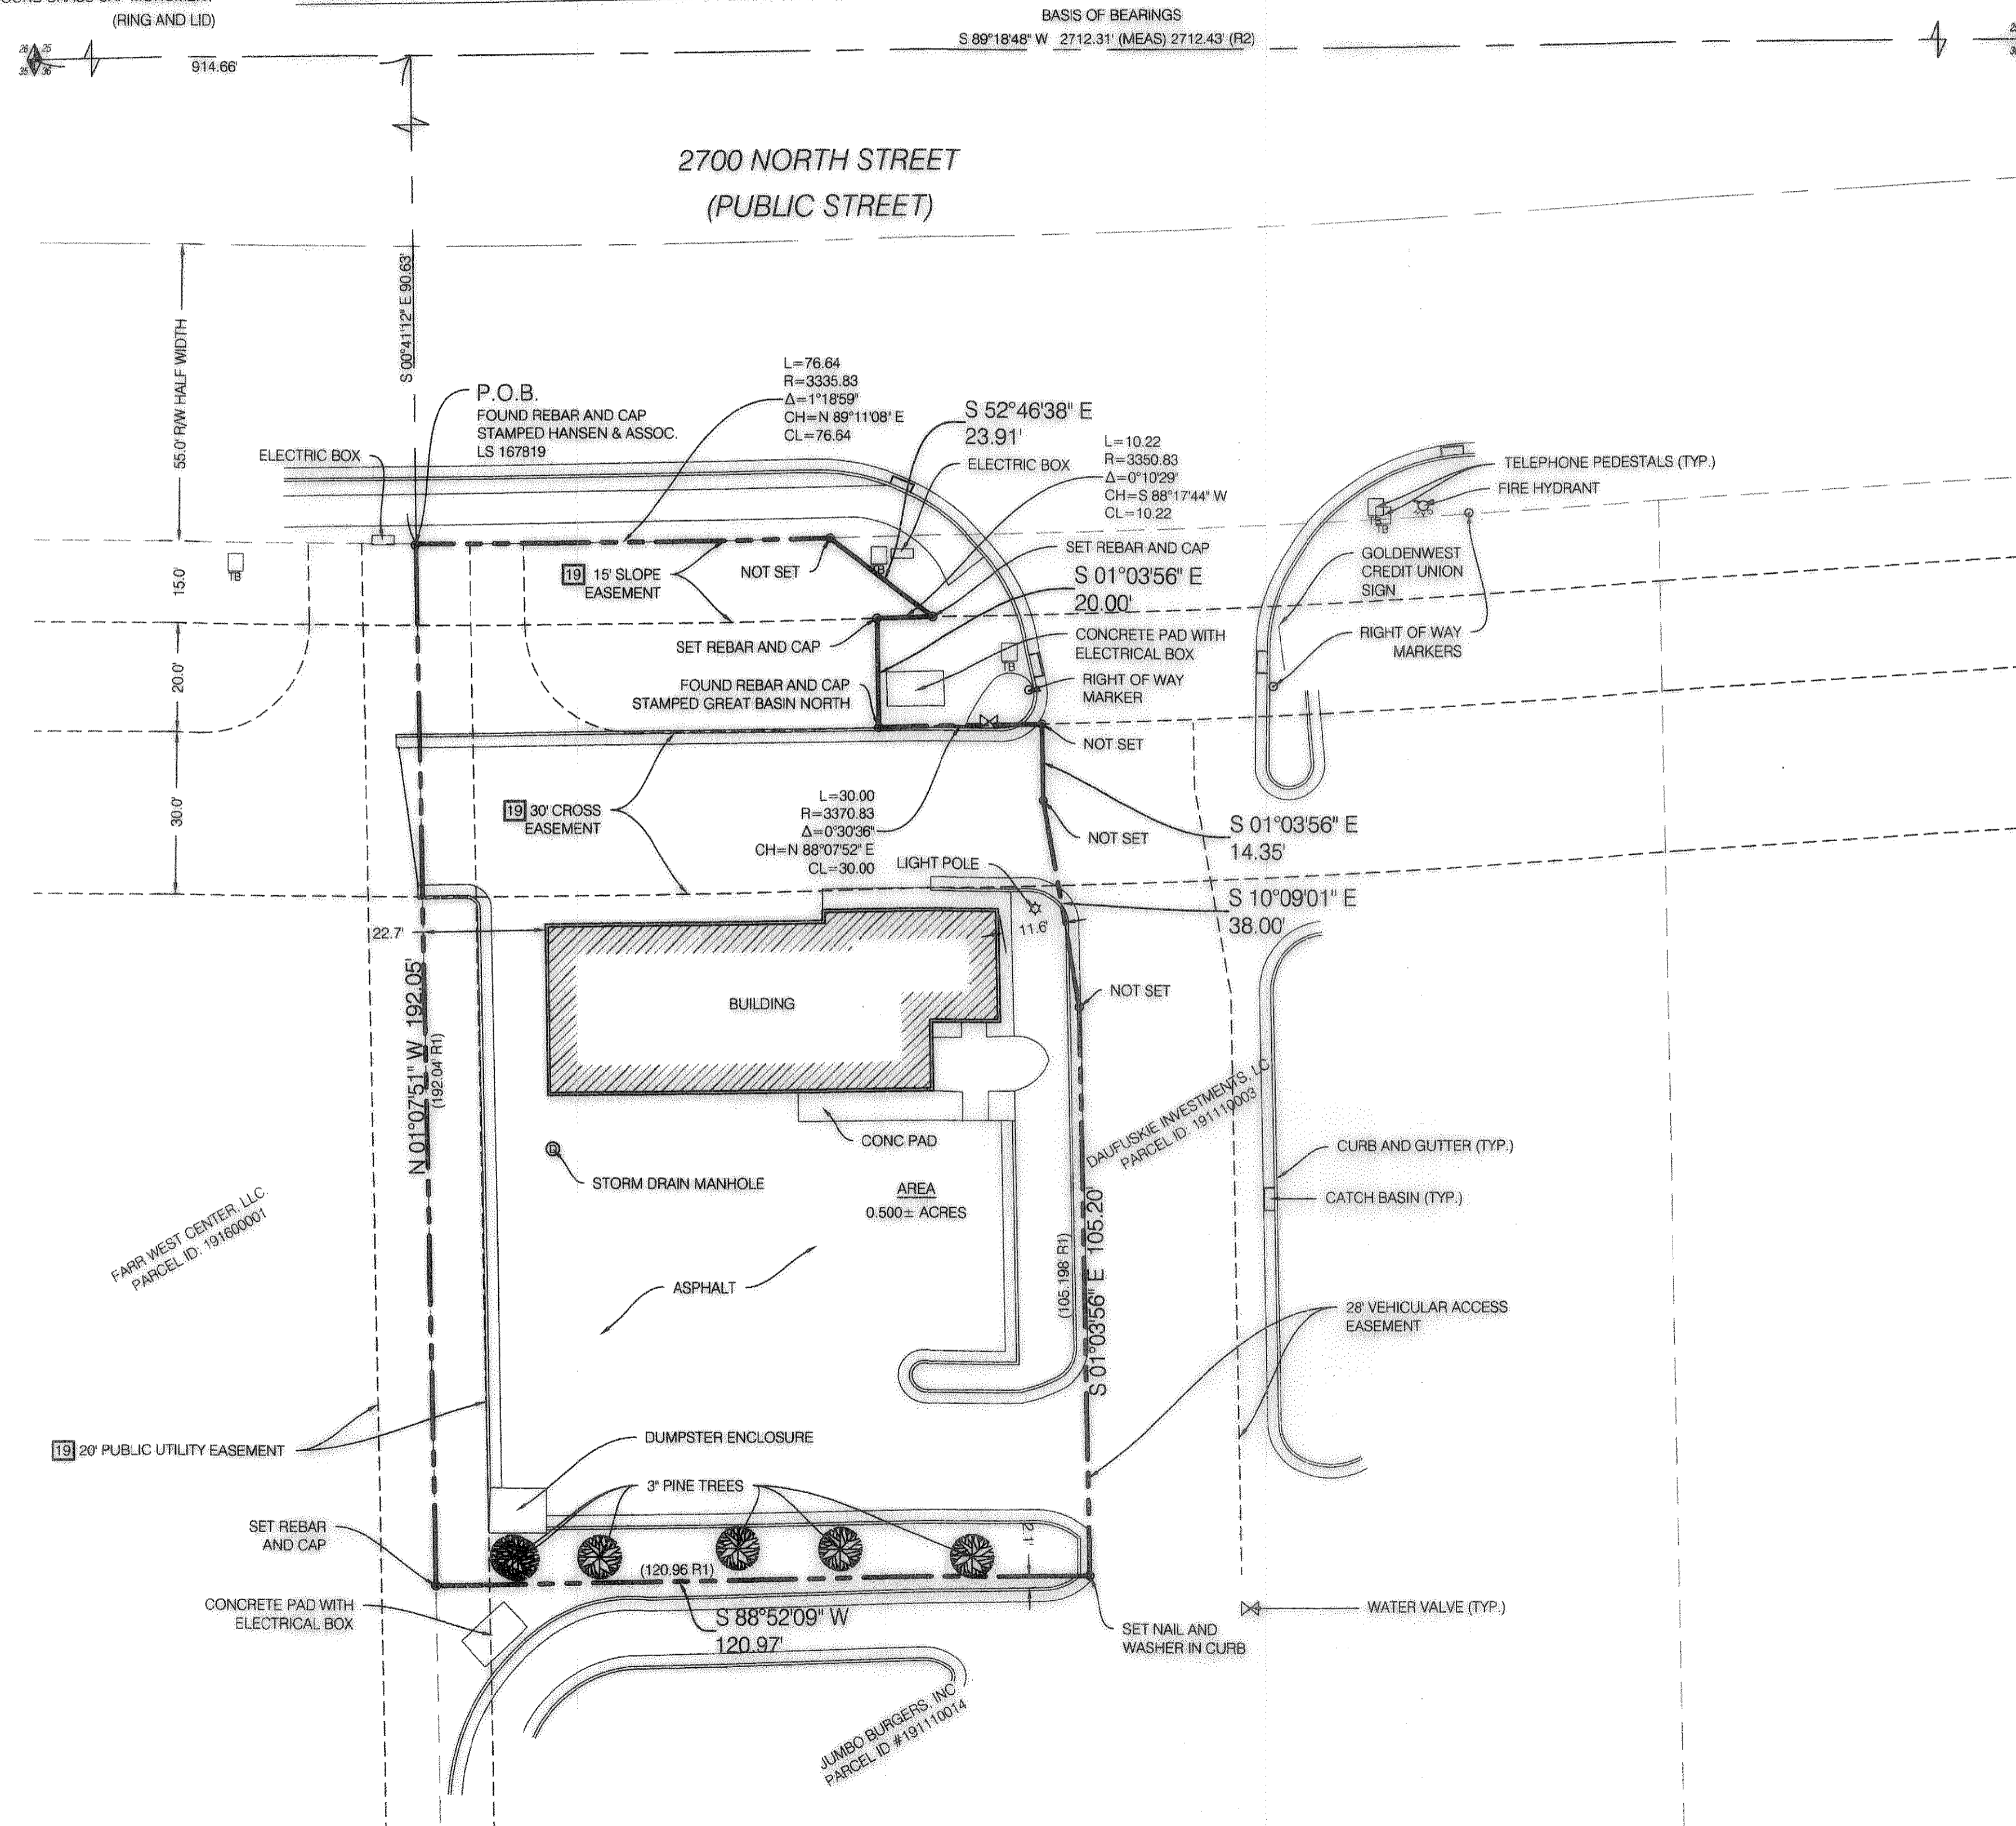 (RING AND LID)
BASIS OF BEARINGS
S 89°18'48" W 2712.31' (MEAS) 2712.43' (R2)
26 25
35 36
914.66'
2700 NORTH STREET
(PUBLIC STREET)
S 00°41'12" E 90.63'
55.0' R/W HALF WIDTH
15.0'
20.0'
30.0'
P.O.B.
FOUND REBAR AND CAP
STAMPED HANSEN & ASSOC.
LS 167819
ELECTRIC BOX
L=76.64
R=3335.83
Δ=1°18'59"
CH=N 89°11'08" E
CL=76.64
S 52°46'38" E
23.91'
ELECTRIC BOX
L=10.22
R=3350.83
Δ=0°10'29"
CH=S 88°17'44" W
CL=10.22
TELEPHONE PEDESTALS (TYP.)
FIRE HYDRANT
TB
TB
TB
TB
GOLDENWEST
CREDIT UNION
SIGN
SET REBAR AND CAP
S 01°03'56" E
20.00'
19 15' SLOPE
EASEMENT
NOT SET
SET REBAR AND CAP
CONCRETE PAD WITH
ELECTRICAL BOX
TB
RIGHT OF WAY
MARKERS
RIGHT OF WAY
MARKER
FOUND REBAR AND CAP
STAMPED GREAT BASIN NORTH
NOT SET
19 30' CROSS
EASEMENT
L=30.00
R=3370.83
Δ=0°30'36"
CH=N 88°07'52" E
CL=30.00
S 01°03'56" E
14.35'
NOT SET
LIGHT POLE
S 10°09'01" E
38.00'
22.7'
11.6'
BUILDING
NOT SET
N 01°07'51" W 192.05'
(192.04' R1)
CONC PAD
STORM DRAIN MANHOLE
D
AREA
0.500± ACRES
DAUFUSKIE INVESTMENTS, LC
PARCEL ID: 191110003
CURB AND GUTTER (TYP.)
CATCH BASIN (TYP.)
FARR WEST CENTER, LLC.
PARCEL ID: 191600001
ASPHALT
(105.198' R1)
S 01°03'56" E 105.20'
28' VEHICULAR ACCESS
EASEMENT
19 20' PUBLIC UTILITY EASEMENT
DUMPSTER ENCLOSURE
3" PINE TREES
SET REBAR
AND CAP
2.1'
(120.96 R1)
S 88°52'09" W
120.97'
CONCRETE PAD WITH
ELECTRICAL BOX
WATER VALVE (TYP.)
SET NAIL AND
WASHER IN CURB
JUMBO BURGERS, INC
PARCEL ID #191110014